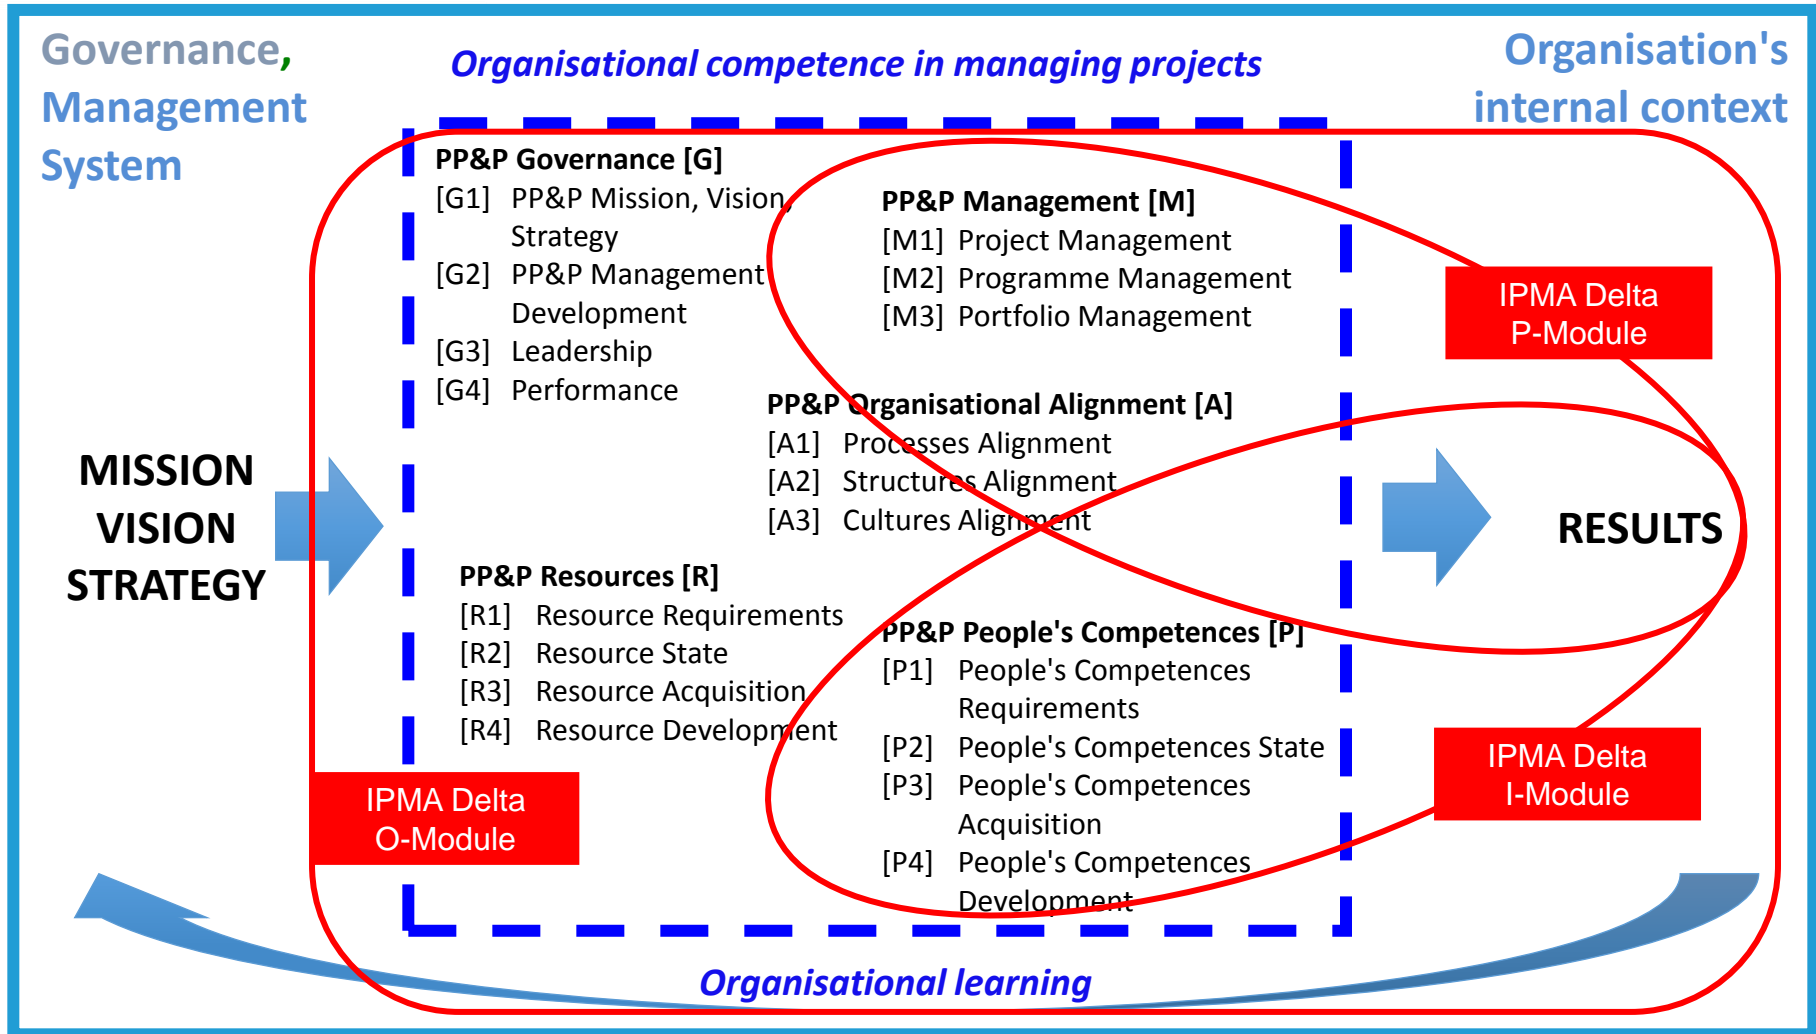 Governance,
Management
System
Organisational competence in managing projects
Organisation's
internal context
PP&P Governance [G]
[G1] PP&P Mission, Vision,
Strategy
[G2] PP&P Management
Development
[G3] Leadership
[G4] Performance
PP&P Management [M]
[M1] Project Management
[M2] Programme Management
[M3] Portfolio Management
IPMA Delta
P-Module
PP&P Organisational Alignment [A]
[A1] Processes Alignment
[A2] Structures Alignment
[A3] Cultures Alignment
MISSION
VISION
STRATEGY
RESULTS
PP&P Resources [R]
[R1] Resource Requirements
[R2] Resource State
[R3] Resource Acquisition
[R4] Resource Development
PP&P People's Competences [P]
[P1] People's Competences
Requirements
[P2] People's Competences State
[P3] People's Competences
Acquisition
[P4] People's Competences
Development
IPMA Delta
O-Module
IPMA Delta
I-Module
Organisational learning